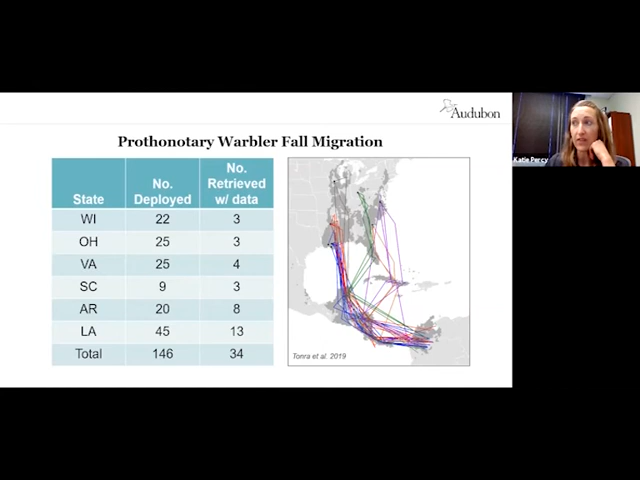 Audubon
Katie Percy
Prothonotary Warbler Fall Migration
State No. Deployed No. Retrieved w/ data
WI 22 3
OH 25 3
VA 25 4
SC 9 3
AR 20 8
LA 45 13
Total 146 34
Tonra et al. 2019